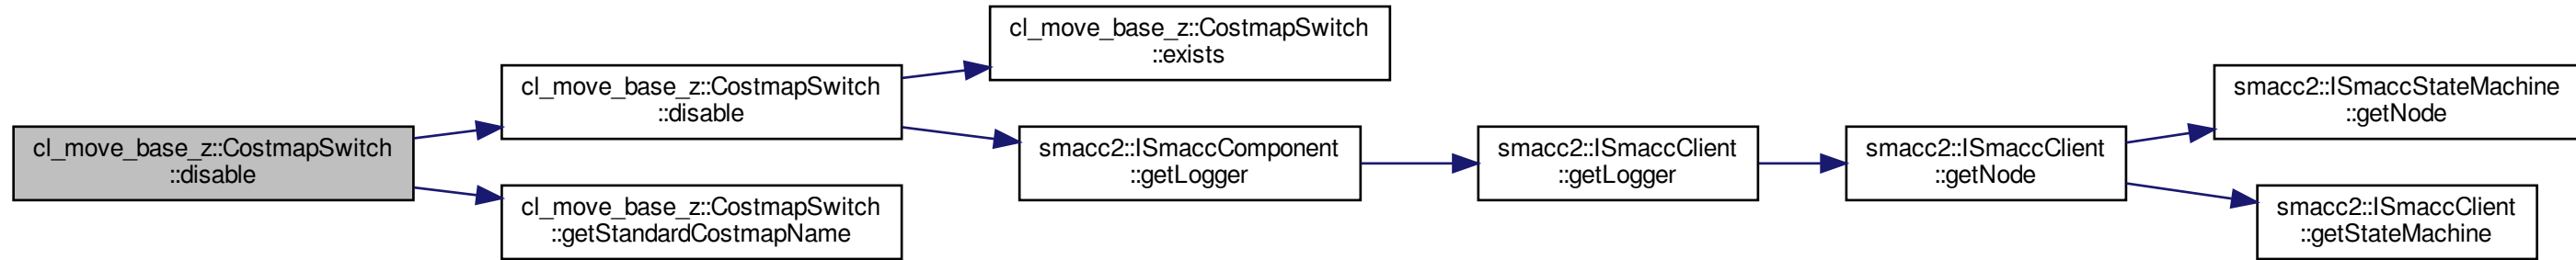 cl_move_base_z::CostmapSwitch
::disable
cl_move_base_z::CostmapSwitch
::disable
cl_move_base_z::CostmapSwitch
::getStandardCostmapName
cl_move_base_z::CostmapSwitch
::exists
smacc2::ISmaccComponent
::getLogger
smacc2::ISmaccClient
::getLogger
smacc2::ISmaccClient
::getNode
smacc2::ISmaccStateMachine
::getNode
smacc2::ISmaccClient
::getStateMachine